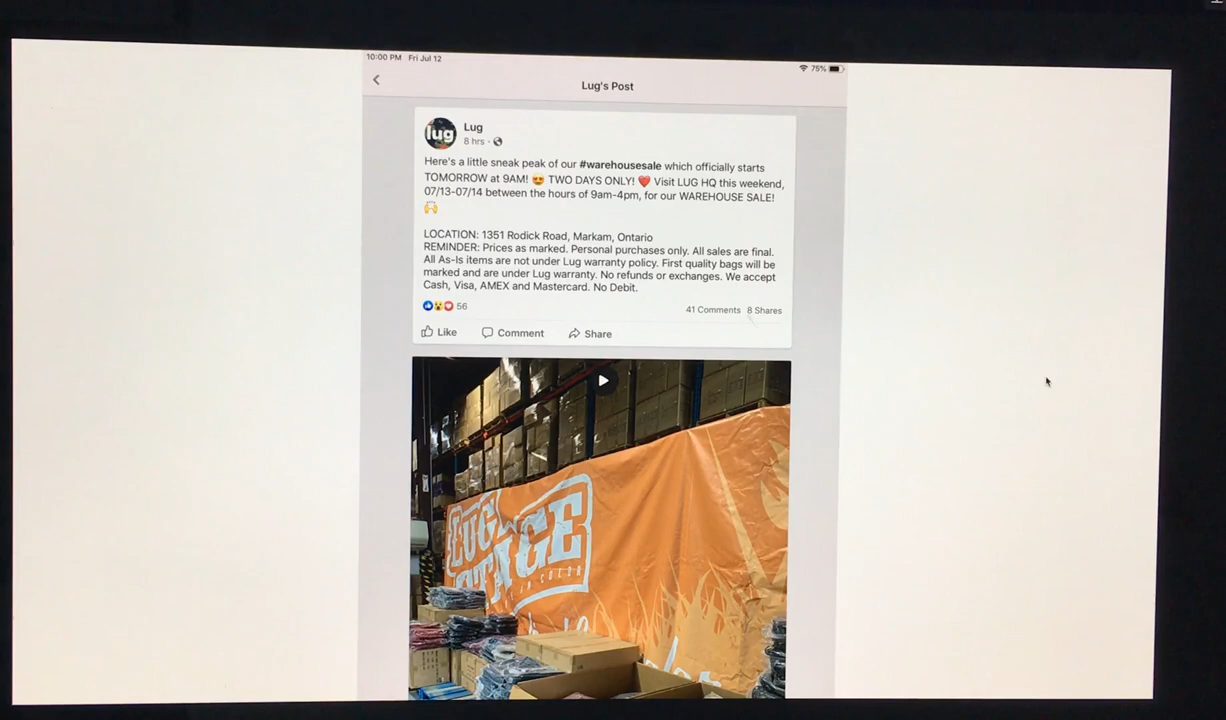 10:00 PM Fri Jul 12
75%
Lug's Post
lug
Lug
8 hrs ·
Here's a little sneak peak of our #warehousesale which officially starts
TOMORROW at 9AM! 😍 TWO DAYS ONLY! ❤️ Visit LUG HQ this weekend,
07/13-07/14 between the hours of 9am-4pm, for our WAREHOUSE SALE!
🙌
LOCATION: 1351 Rodick Road, Markam, Ontario
REMINDER: Prices as marked. Personal purchases only. All sales are final.
All As-Is items are not under Lug warranty policy. First quality bags will be
marked and are under Lug warranty. No refunds or exchanges. We accept
Cash, Visa, AMEX and Mastercard. No Debit.
56
41 Comments 8 Shares
Like Comment Share
LUG
STAGE